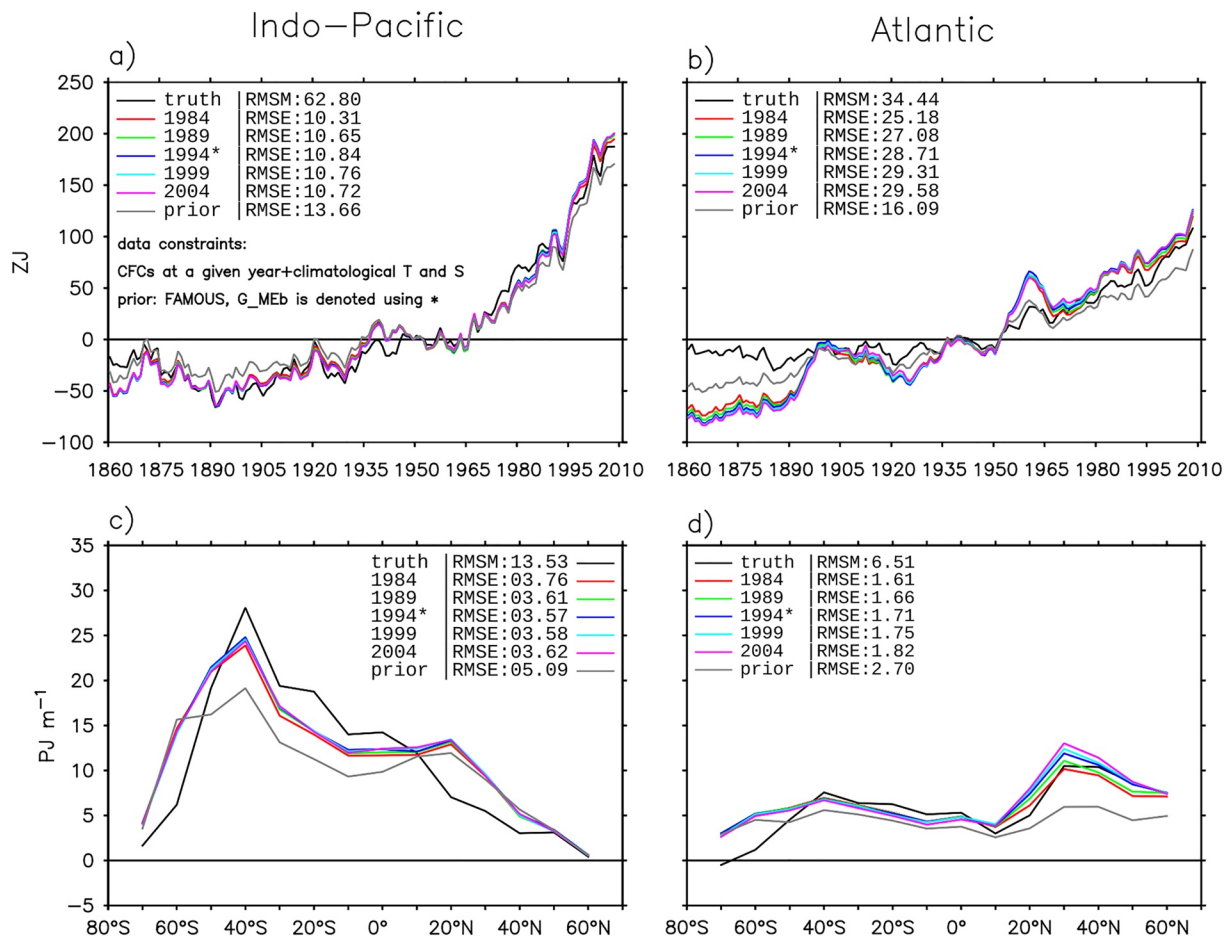 Indo−Pacific
Atlantic
a)
b)
250
200
150
100
50
0
−50
−100
ZJ
truth |RMSM:62.80
1984 |RMSE:10.31
1989 |RMSE:10.65
1994* |RMSE:10.84
1999 |RMSE:10.76
2004 |RMSE:10.72
prior |RMSE:13.66
data constraints:
CFCs at a given year+climatological T and S
prior: FAMOUS, G_MEb is denoted using *
truth |RMSM:34.44
1984 |RMSE:25.18
1989 |RMSE:27.08
1994* |RMSE:28.71
1999 |RMSE:29.31
2004 |RMSE:29.58
prior |RMSE:16.09
1860 1875 1890 1905 1920 1935 1950 1965 1980 1995 2010
1860 1875 1890 1905 1920 1935 1950 1965 1980 1995 2010
c)
d)
35
30
25
20
15
10
5
0
−5
PJ m⁻¹
truth |RMSM:13.53
1984 |RMSE:03.76
1989 |RMSE:03.61
1994* |RMSE:03.57
1999 |RMSE:03.58
2004 |RMSE:03.62
prior |RMSE:05.09
truth |RMSM:6.51
1984 |RMSE:1.61
1989 |RMSE:1.66
1994* |RMSE:1.71
1999 |RMSE:1.75
2004 |RMSE:1.82
prior |RMSE:2.70
80°S 60°S 40°S 20°S 0° 20°N 40°N 60°N
80°S 60°S 40°S 20°S 0° 20°N 40°N 60°N